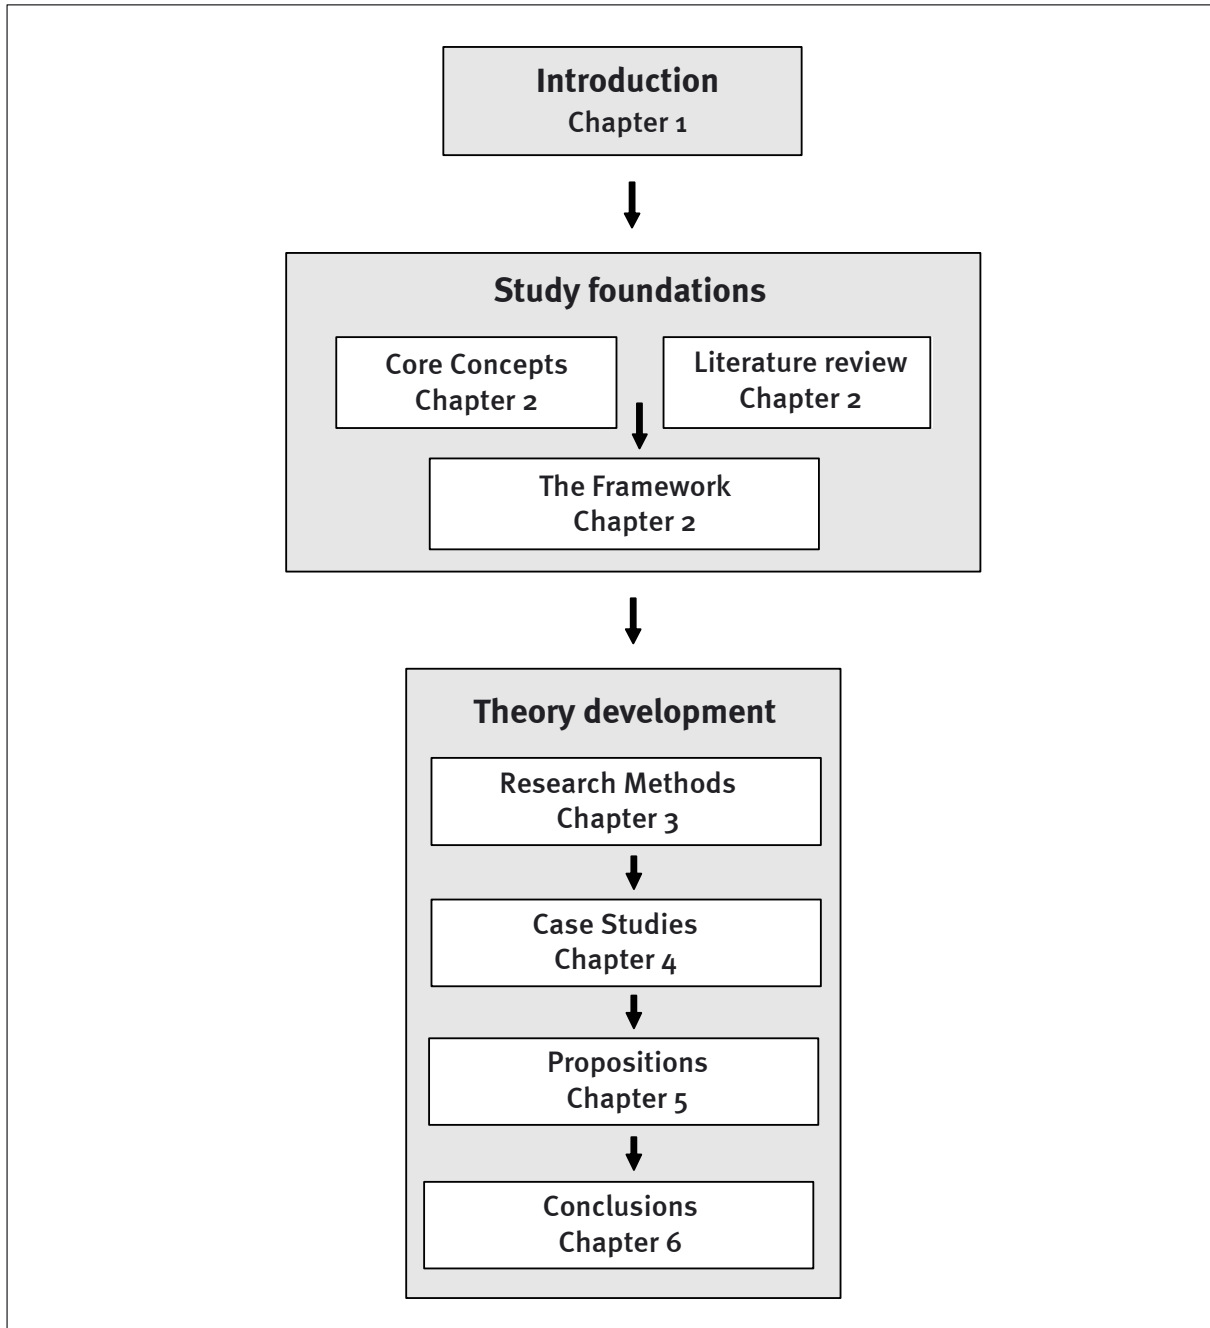 Introduction
Chapter 1
Study foundations
Core Concepts
Chapter 2
Literature review
Chapter 2
The Framework
Chapter 2
Theory development
Research Methods
Chapter 3
Case Studies
Chapter 4
Propositions
Chapter 5
Conclusions
Chapter 6